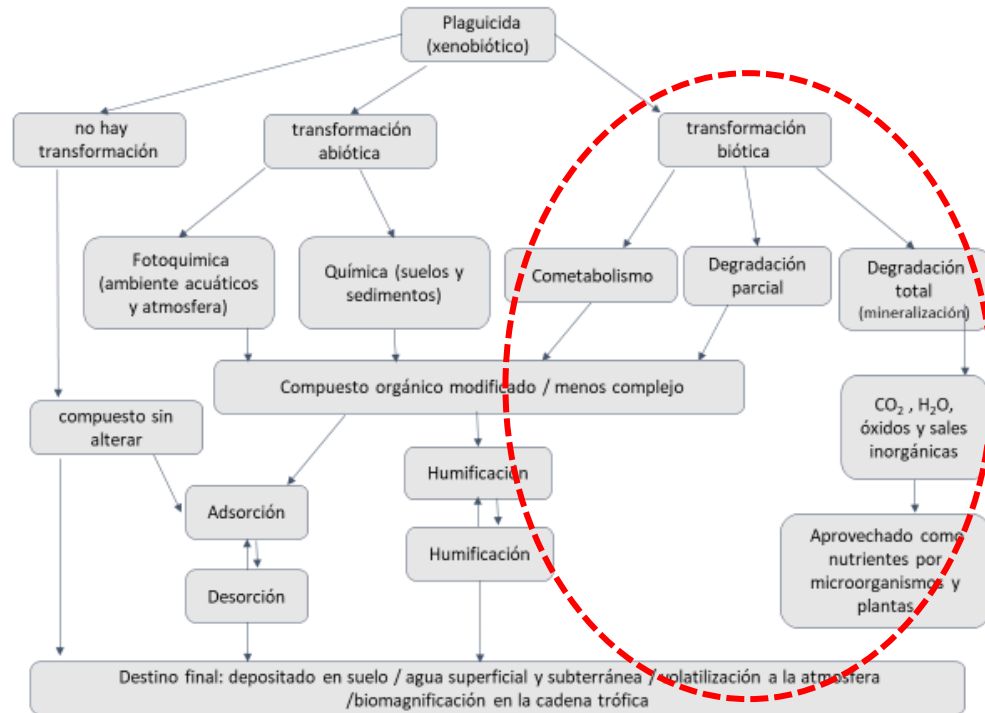 Plaguicida
(xenobiótico)
no hay
transformación
transformación
abiótica
transformación
biótica
Fotoquimica
(ambiente acuáticos
y atmosfera)
Química (suelos y
sedimentos)
Cometabolismo
Degradación
parcial
Degradación
total
(mineralización)
Compuesto orgánico modificado / menos complejo
compuesto sin
alterar
CO₂ , H₂O,
óxidos y sales
inorgánicas
Humificación
Adsorción
Humificación
Aprovechado como
nutrientes por
microorganismos y
plantas
Desorción
Destino final: depositado en suelo / agua superficial y subterránea / volatilización a la atmosfera
/biomagnificación en la cadena trófica